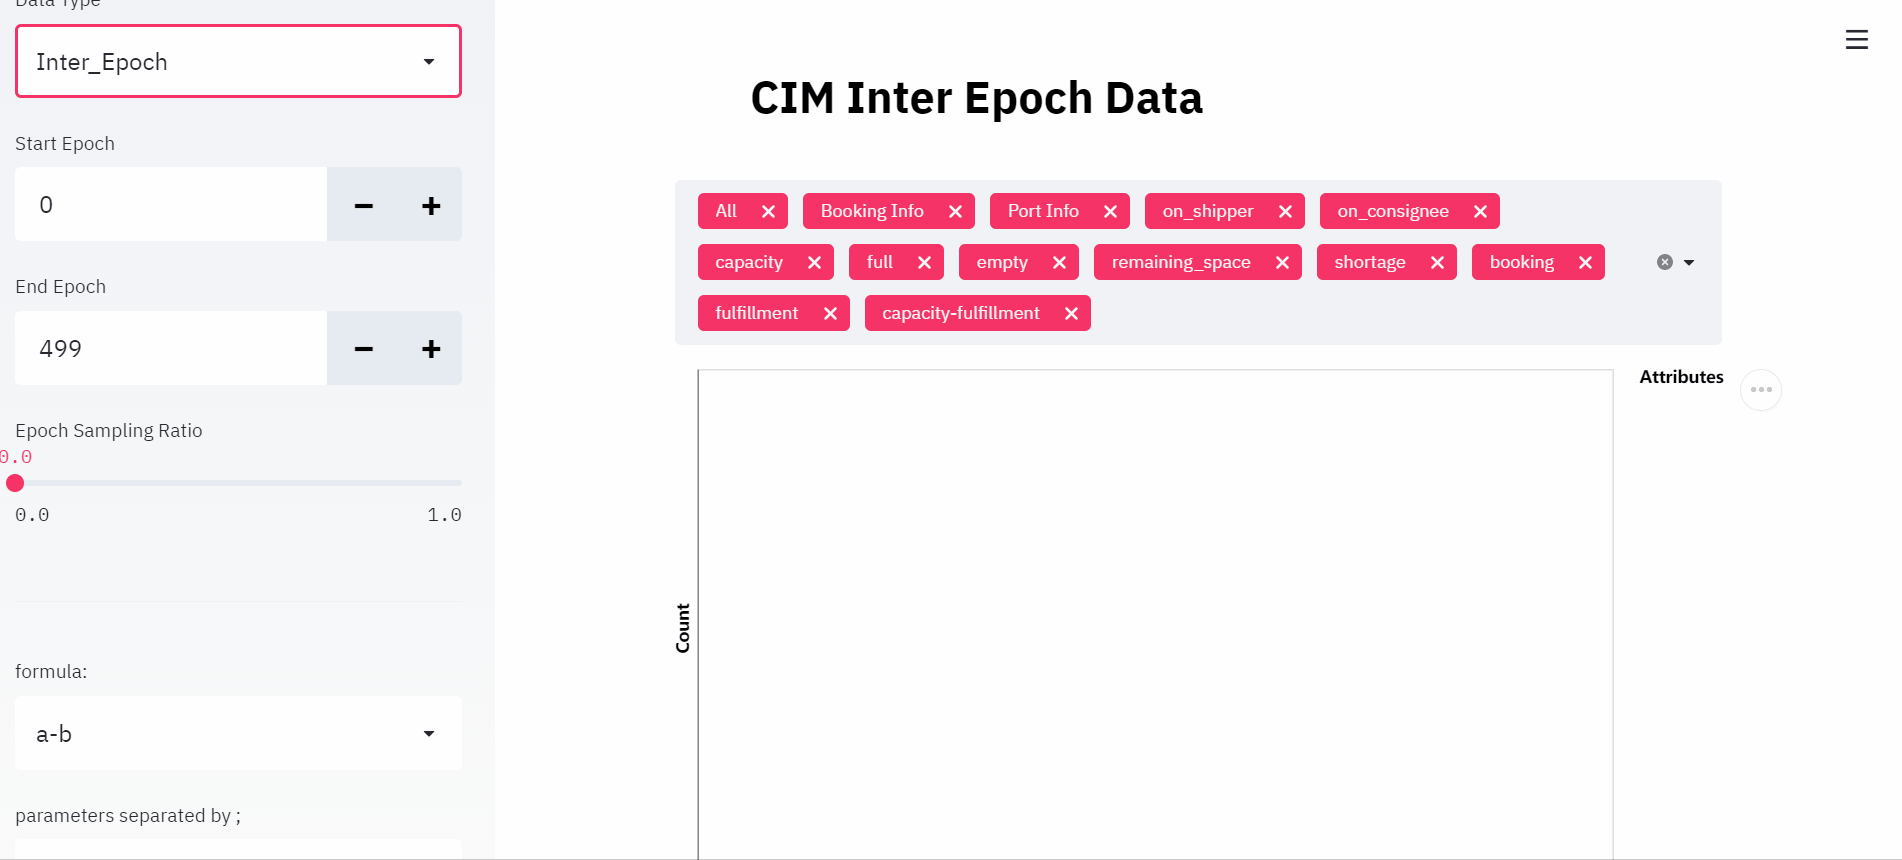 Data Type
Inter_Epoch
Start Epoch
0
End Epoch
499
Epoch Sampling Ratio
0.0
0.0 1.0
formula:
a-b
parameters separated by ;
CIM Inter Epoch Data
All Booking Info Port Info on_shipper on_consignee
capacity full empty remaining_space shortage booking
fulfillment capacity-fulfillment
Attributes
Count